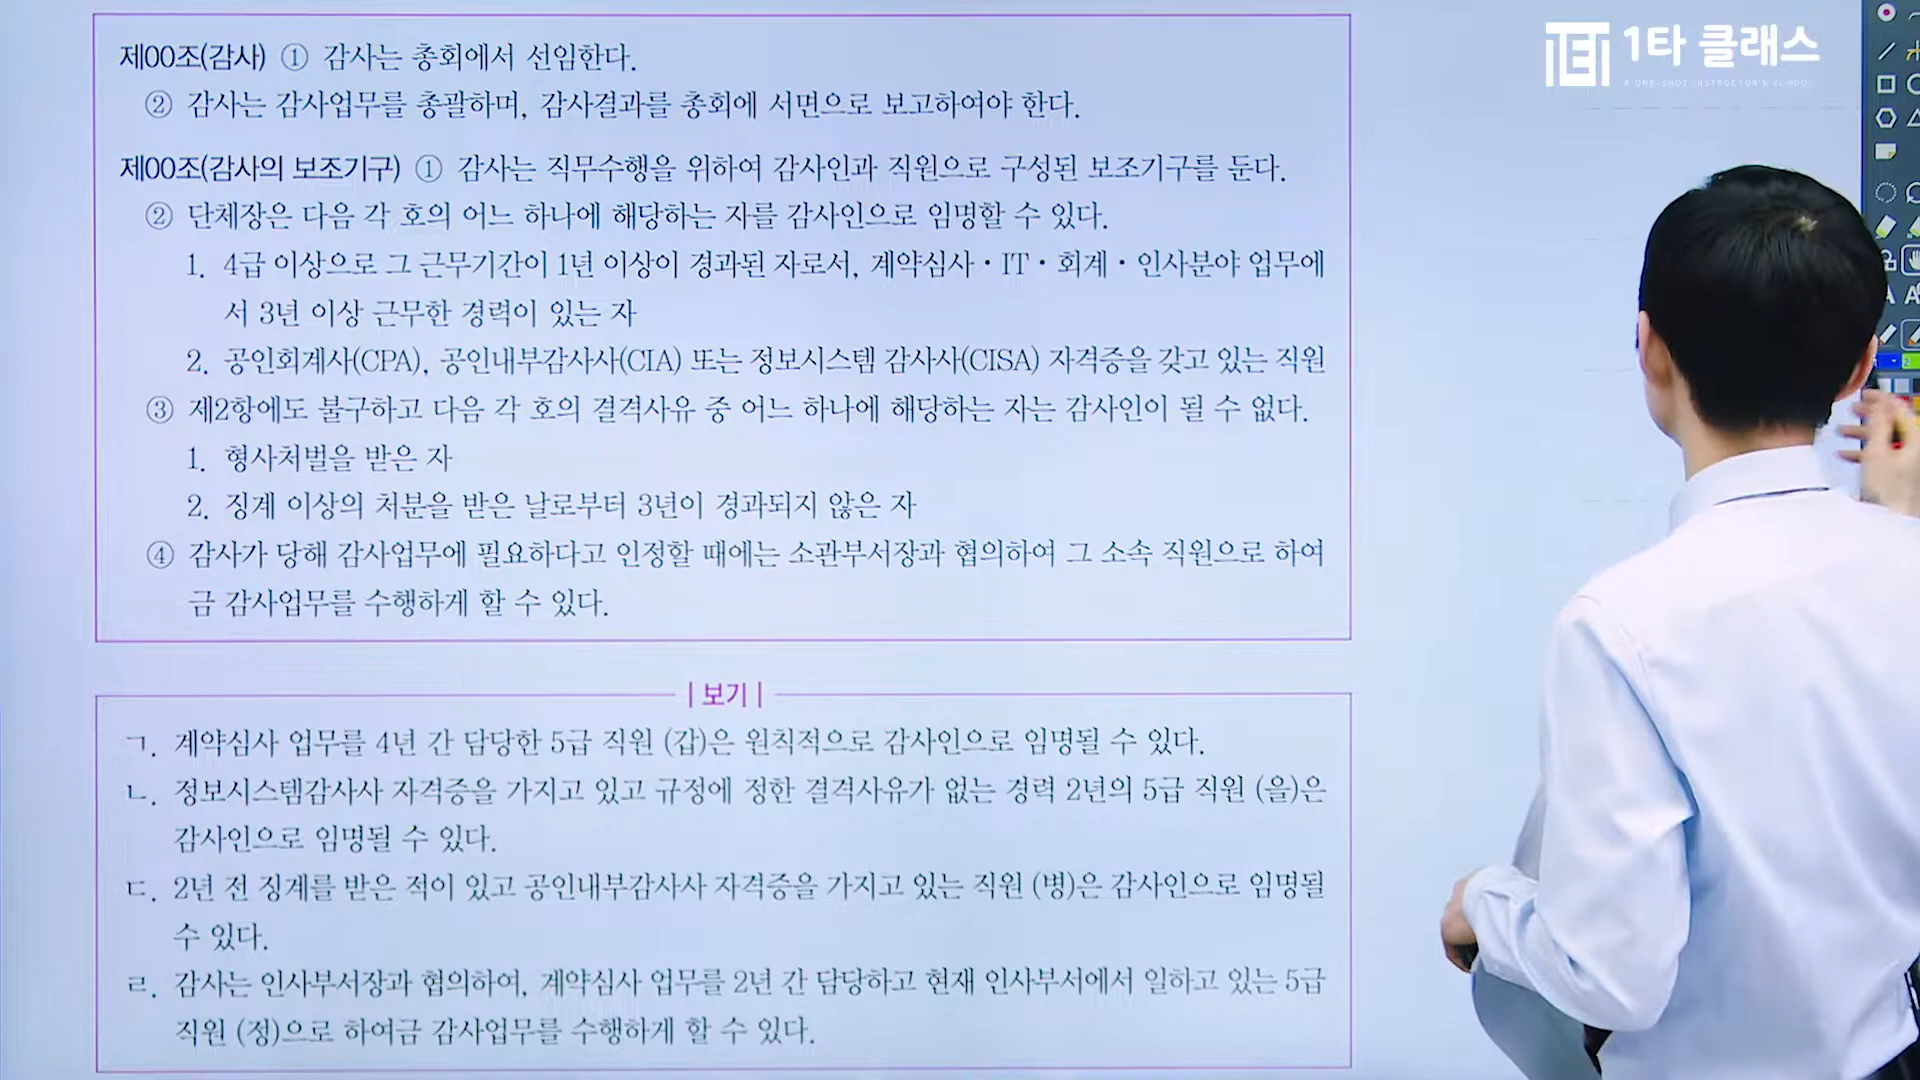 제00조(감사) ① 감사는 총회에서 선임한다.
② 감사는 감사업무를 총괄하며, 감사결과를 총회에 서면으로 보고하여야 한다.
제00조(감사의 보조기구) ① 감사는 직무수행을 위하여 감사인과 직원으로 구성된 보조기구를 둔다.
② 단체장은 다음 각 호의 어느 하나에 해당하는 자를 감사인으로 임명할 수 있다.
1. 4급 이상으로 그 근무기간이 1년 이상이 경과된 자로서, 계약심사・IT・회계・인사분야 업무에
서 3년 이상 근무한 경력이 있는 자
2. 공인회계사(CPA), 공인내부감사사(CIA) 또는 정보시스템 감사사(CISA) 자격증을 갖고 있는 직원
③ 제2항에도 불구하고 다음 각 호의 결격사유 중 어느 하나에 해당하는 자는 감사인이 될 수 없다.
1. 형사처벌을 받은 자
2. 징계 이상의 처분을 받은 날로부터 3년이 경과되지 않은 자
④ 감사가 당해 감사업무에 필요하다고 인정할 때에는 소관부서장과 협의하여 그 소속 직원으로 하여
금 감사업무를 수행하게 할 수 있다.
| 보기 |
ㄱ. 계약심사 업무를 4년 간 담당한 5급 직원 (갑)은 원칙적으로 감사인으로 임명될 수 있다.
ㄴ. 정보시스템감사사 자격증을 가지고 있고 규정에 정한 결격사유가 없는 경력 2년의 5급 직원 (을)은
감사인으로 임명될 수 있다.
ㄷ. 2년 전 징계를 받은 적이 있고 공인내부감사사 자격증을 가지고 있는 직원 (병)은 감사인으로 임명될
수 있다.
ㄹ. 감사는 인사부서장과 협의하여, 계약심사 업무를 2년 간 담당하고 현재 인사부서에서 일하고 있는 5급
직원 (정)으로 하여금 감사업무를 수행하게 할 수 있다.
1타 클래스
A ONE-SHOT INSTRUCTOR'S SCHOOL